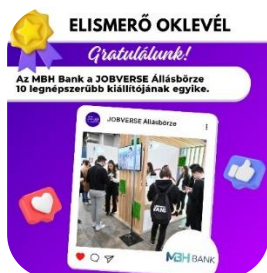 ELISMERŐ OKLEVÉL
Gratulálunk!
Az MBH Bank a JOBVERSE Állásbörze
10 legnépszerűbb kiállítójának egyike.
JOBVERSE Állásbörze
MBH BANK